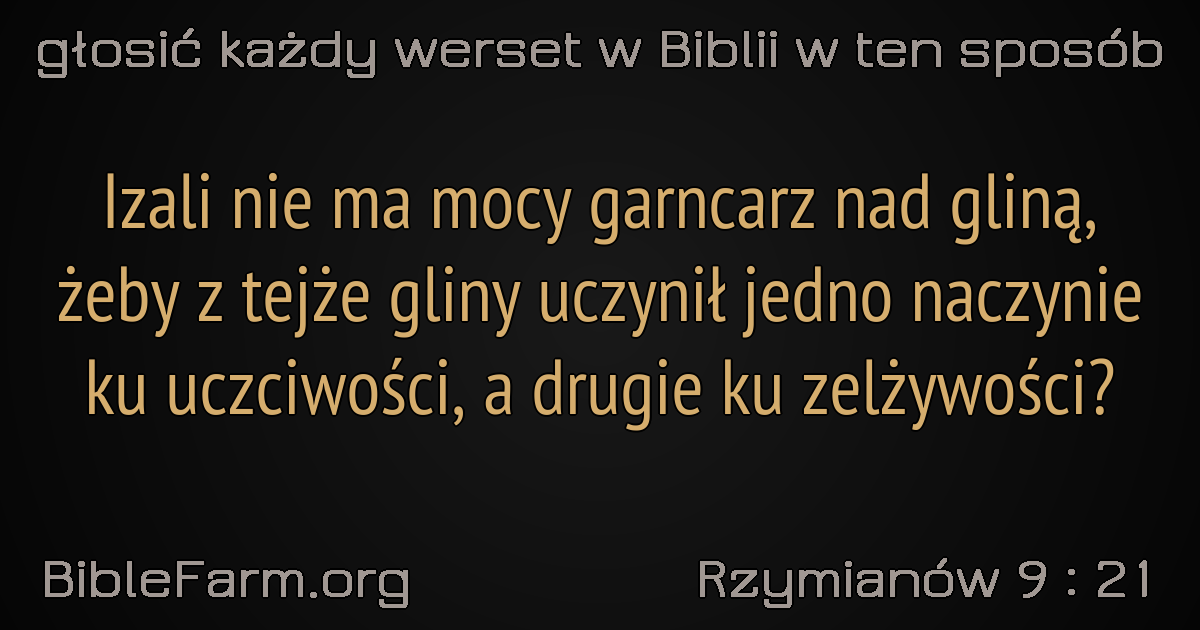 głosić każdy werset w Biblii w ten sposób
Izali nie ma mocy garncarz nad gliną,
żeby z tejże gliny uczynił jedno naczynie
ku uczciwości, a drugie ku zelżywości?
BibleFarm.org
Rzymianów 9 : 21